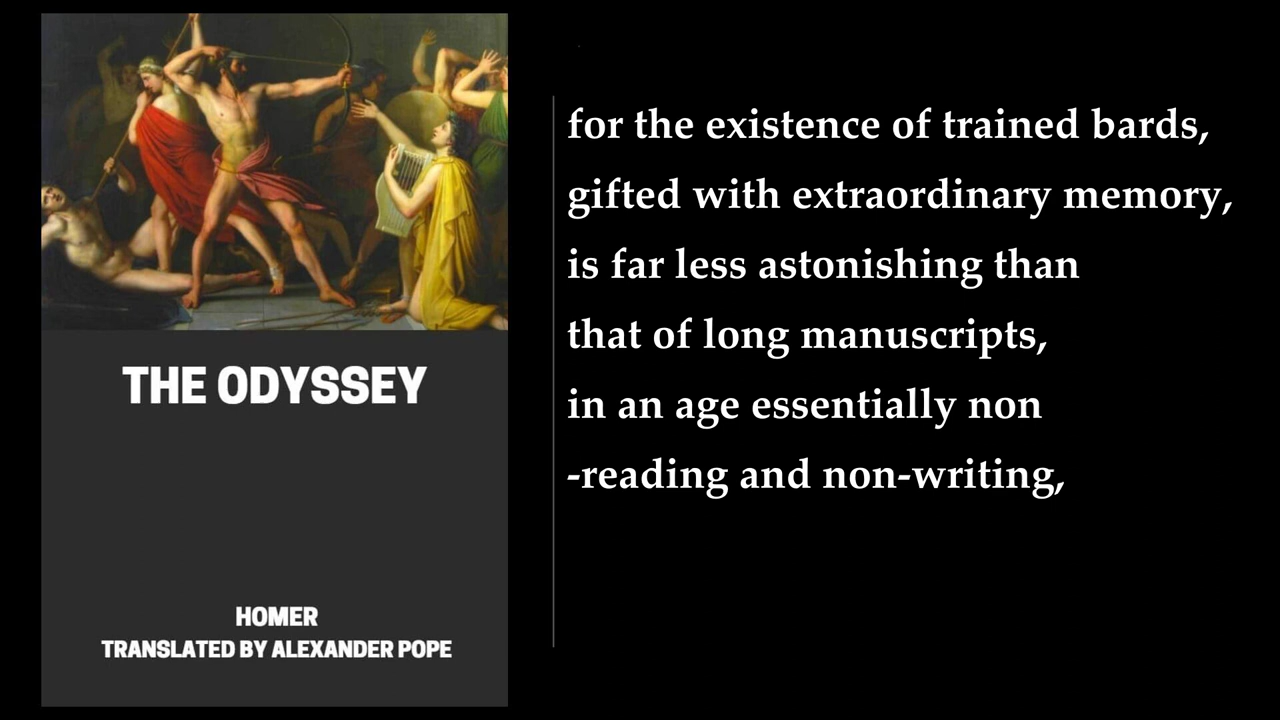 THE ODYSSEY
HOMER
TRANSLATED BY ALEXANDER POPE
for the existence of trained bards,
gifted with extraordinary memory,
is far less astonishing than
that of long manuscripts,
in an age essentially non
-reading and non-writing,